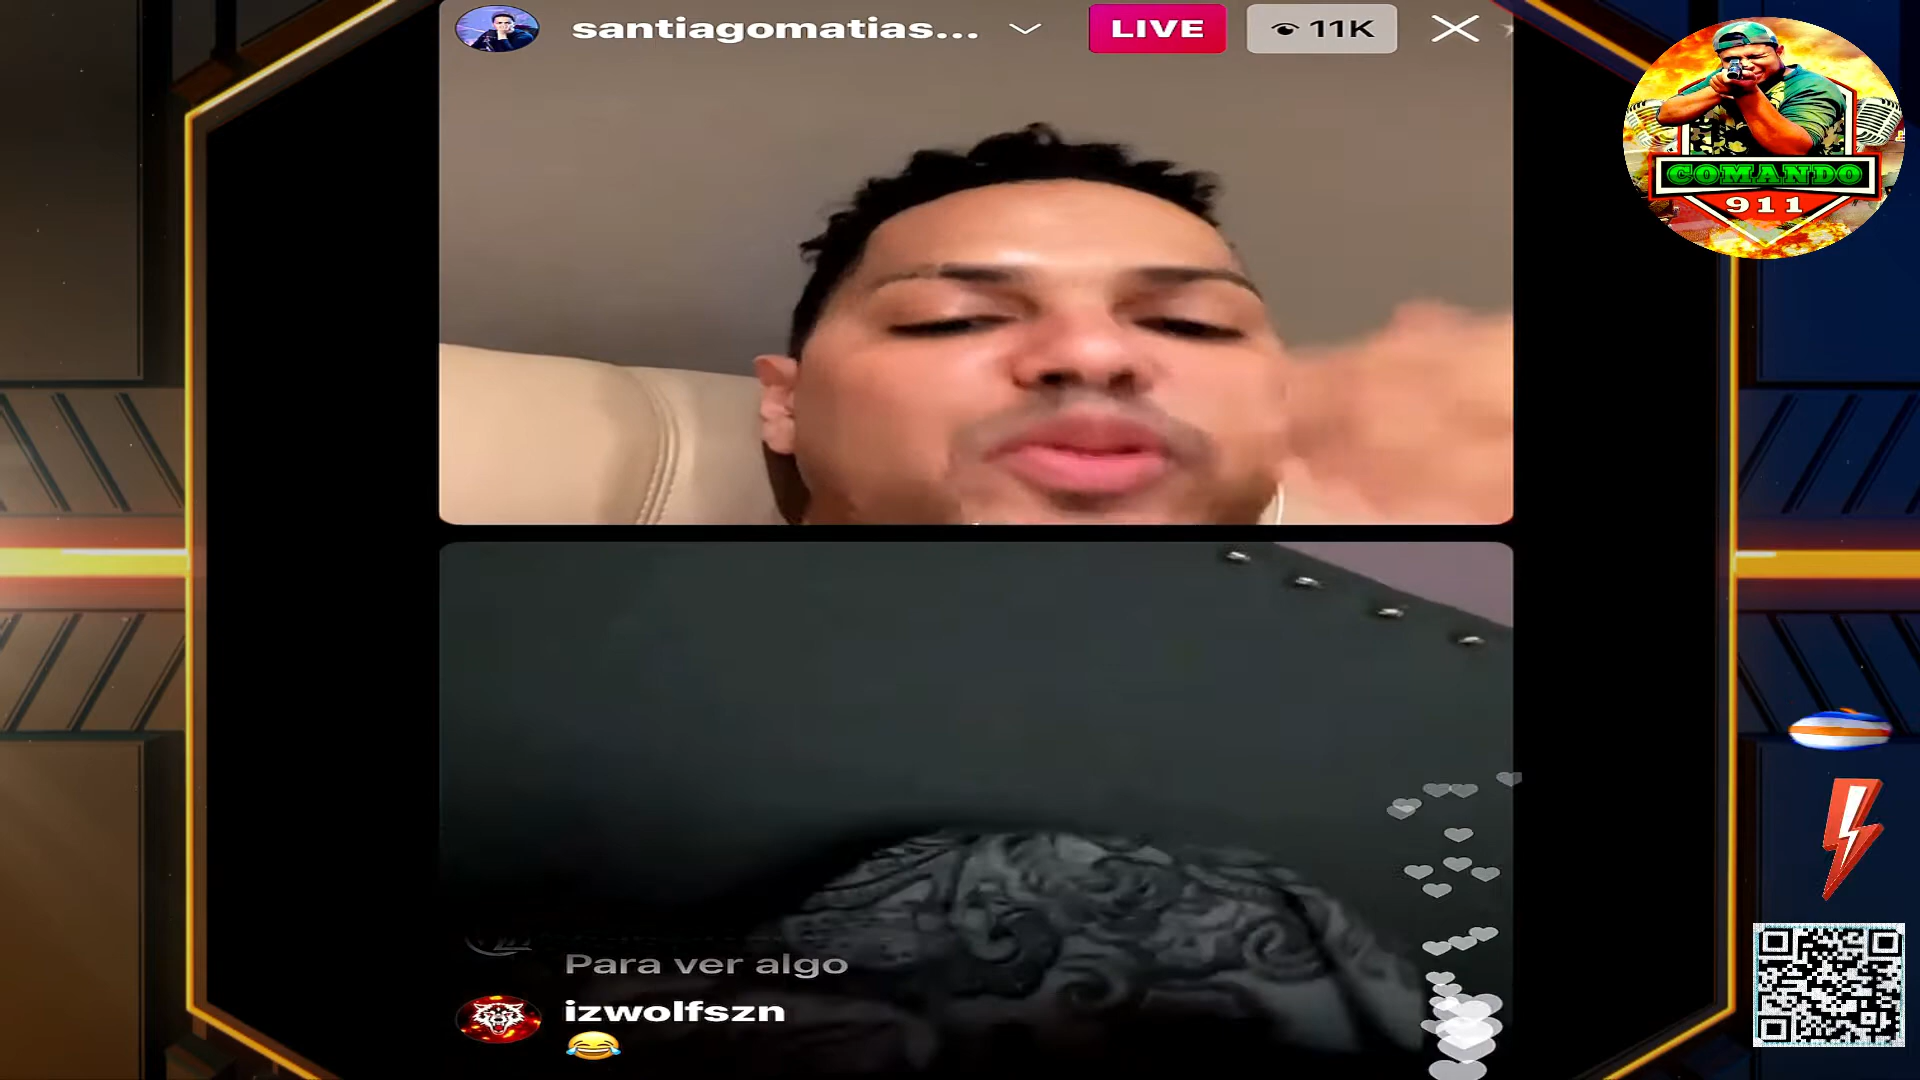 santiagomatias...
LIVE
11K
COMANDO
911
Para ver algo
izwolfszn